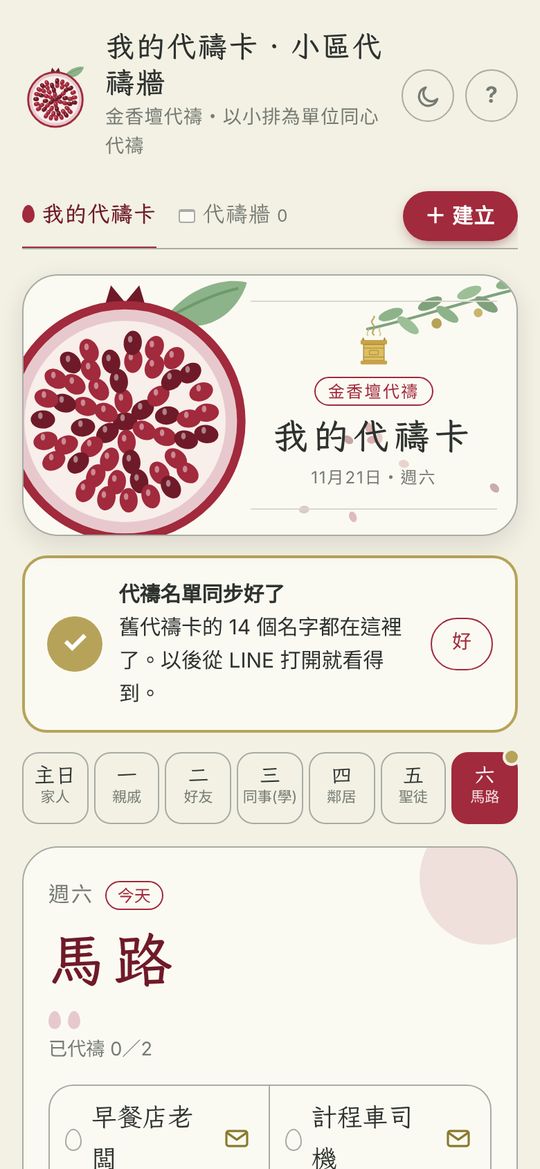 我的代禱卡・小區代
禱牆
金香壇代禱・以小排為單位同心
代禱
?
我的代禱卡
代禱牆 0
＋ 建立
金香壇代禱
我的代禱卡
11月21日・週六
代禱名單同步好了
舊代禱卡的 14 個名字都在這裡
了。以後從 LINE 打開就看得
到。
好
主日 一 二 三 四 五 六
家人 親戚 好友 同事(學) 鄰居 聖徒 馬路
週六 今天
馬路
已代禱 0／2
早餐店老
闆
計程車司
機